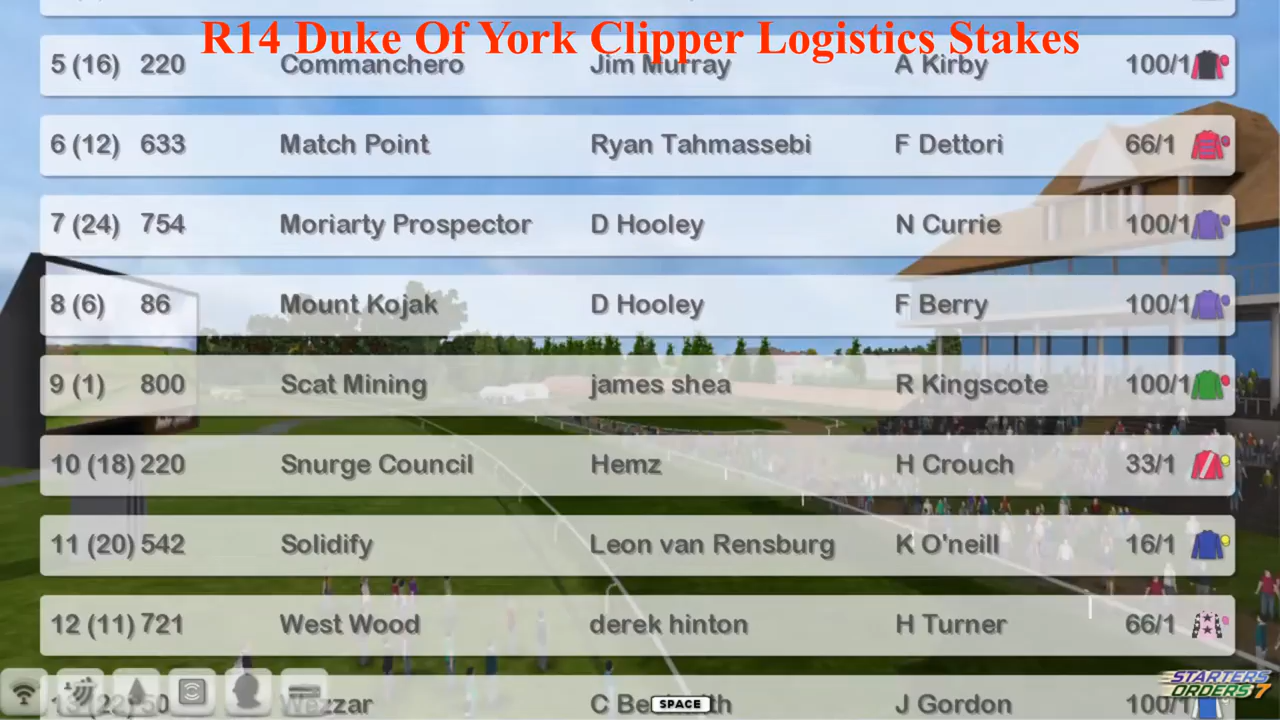 R14 Duke Of York Clipper Logistics Stakes
5 (16) 220 Commanchero Jim Murray A Kirby 100/1
6 (12) 633 Match Point Ryan Tahmassebi F Dettori 66/1
7 (24) 754 Moriarty Prospector D Hooley N Currie 100/1
8 (6) 86 Mount Kojak D Hooley F Berry 100/1
9 (1) 800 Scat Mining james shea R Kingscote 100/1
10 (18) 220 Snurge Council Hemz H Crouch 33/1
11 (20) 542 Solidify Leon van Rensburg K O'neill 16/1
12 (11) 721 West Wood derek hinton H Turner 66/1
13 (22) J Gordon 100/1
SPACE
STARTERS ORDERS 7